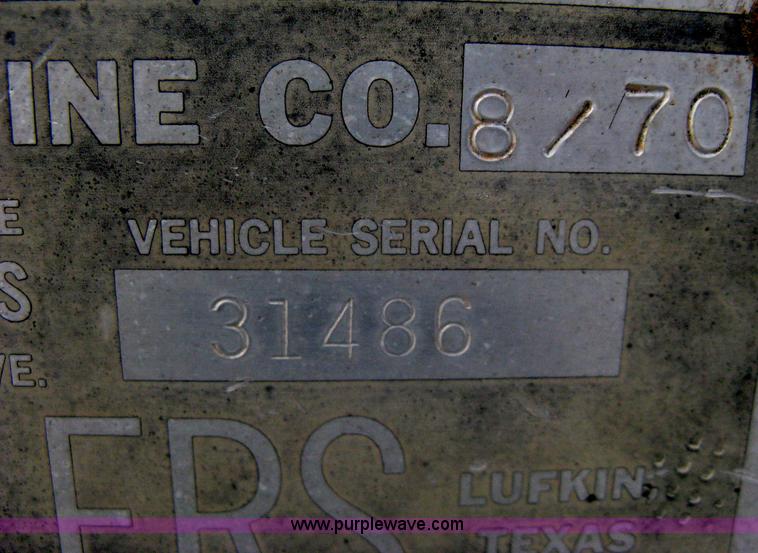 INE CO. 8/70
E
VEHICLE SERIAL NO.
S
31486
VE.
ERS
LUFKIN,
TEXAS
www.purplewave.com